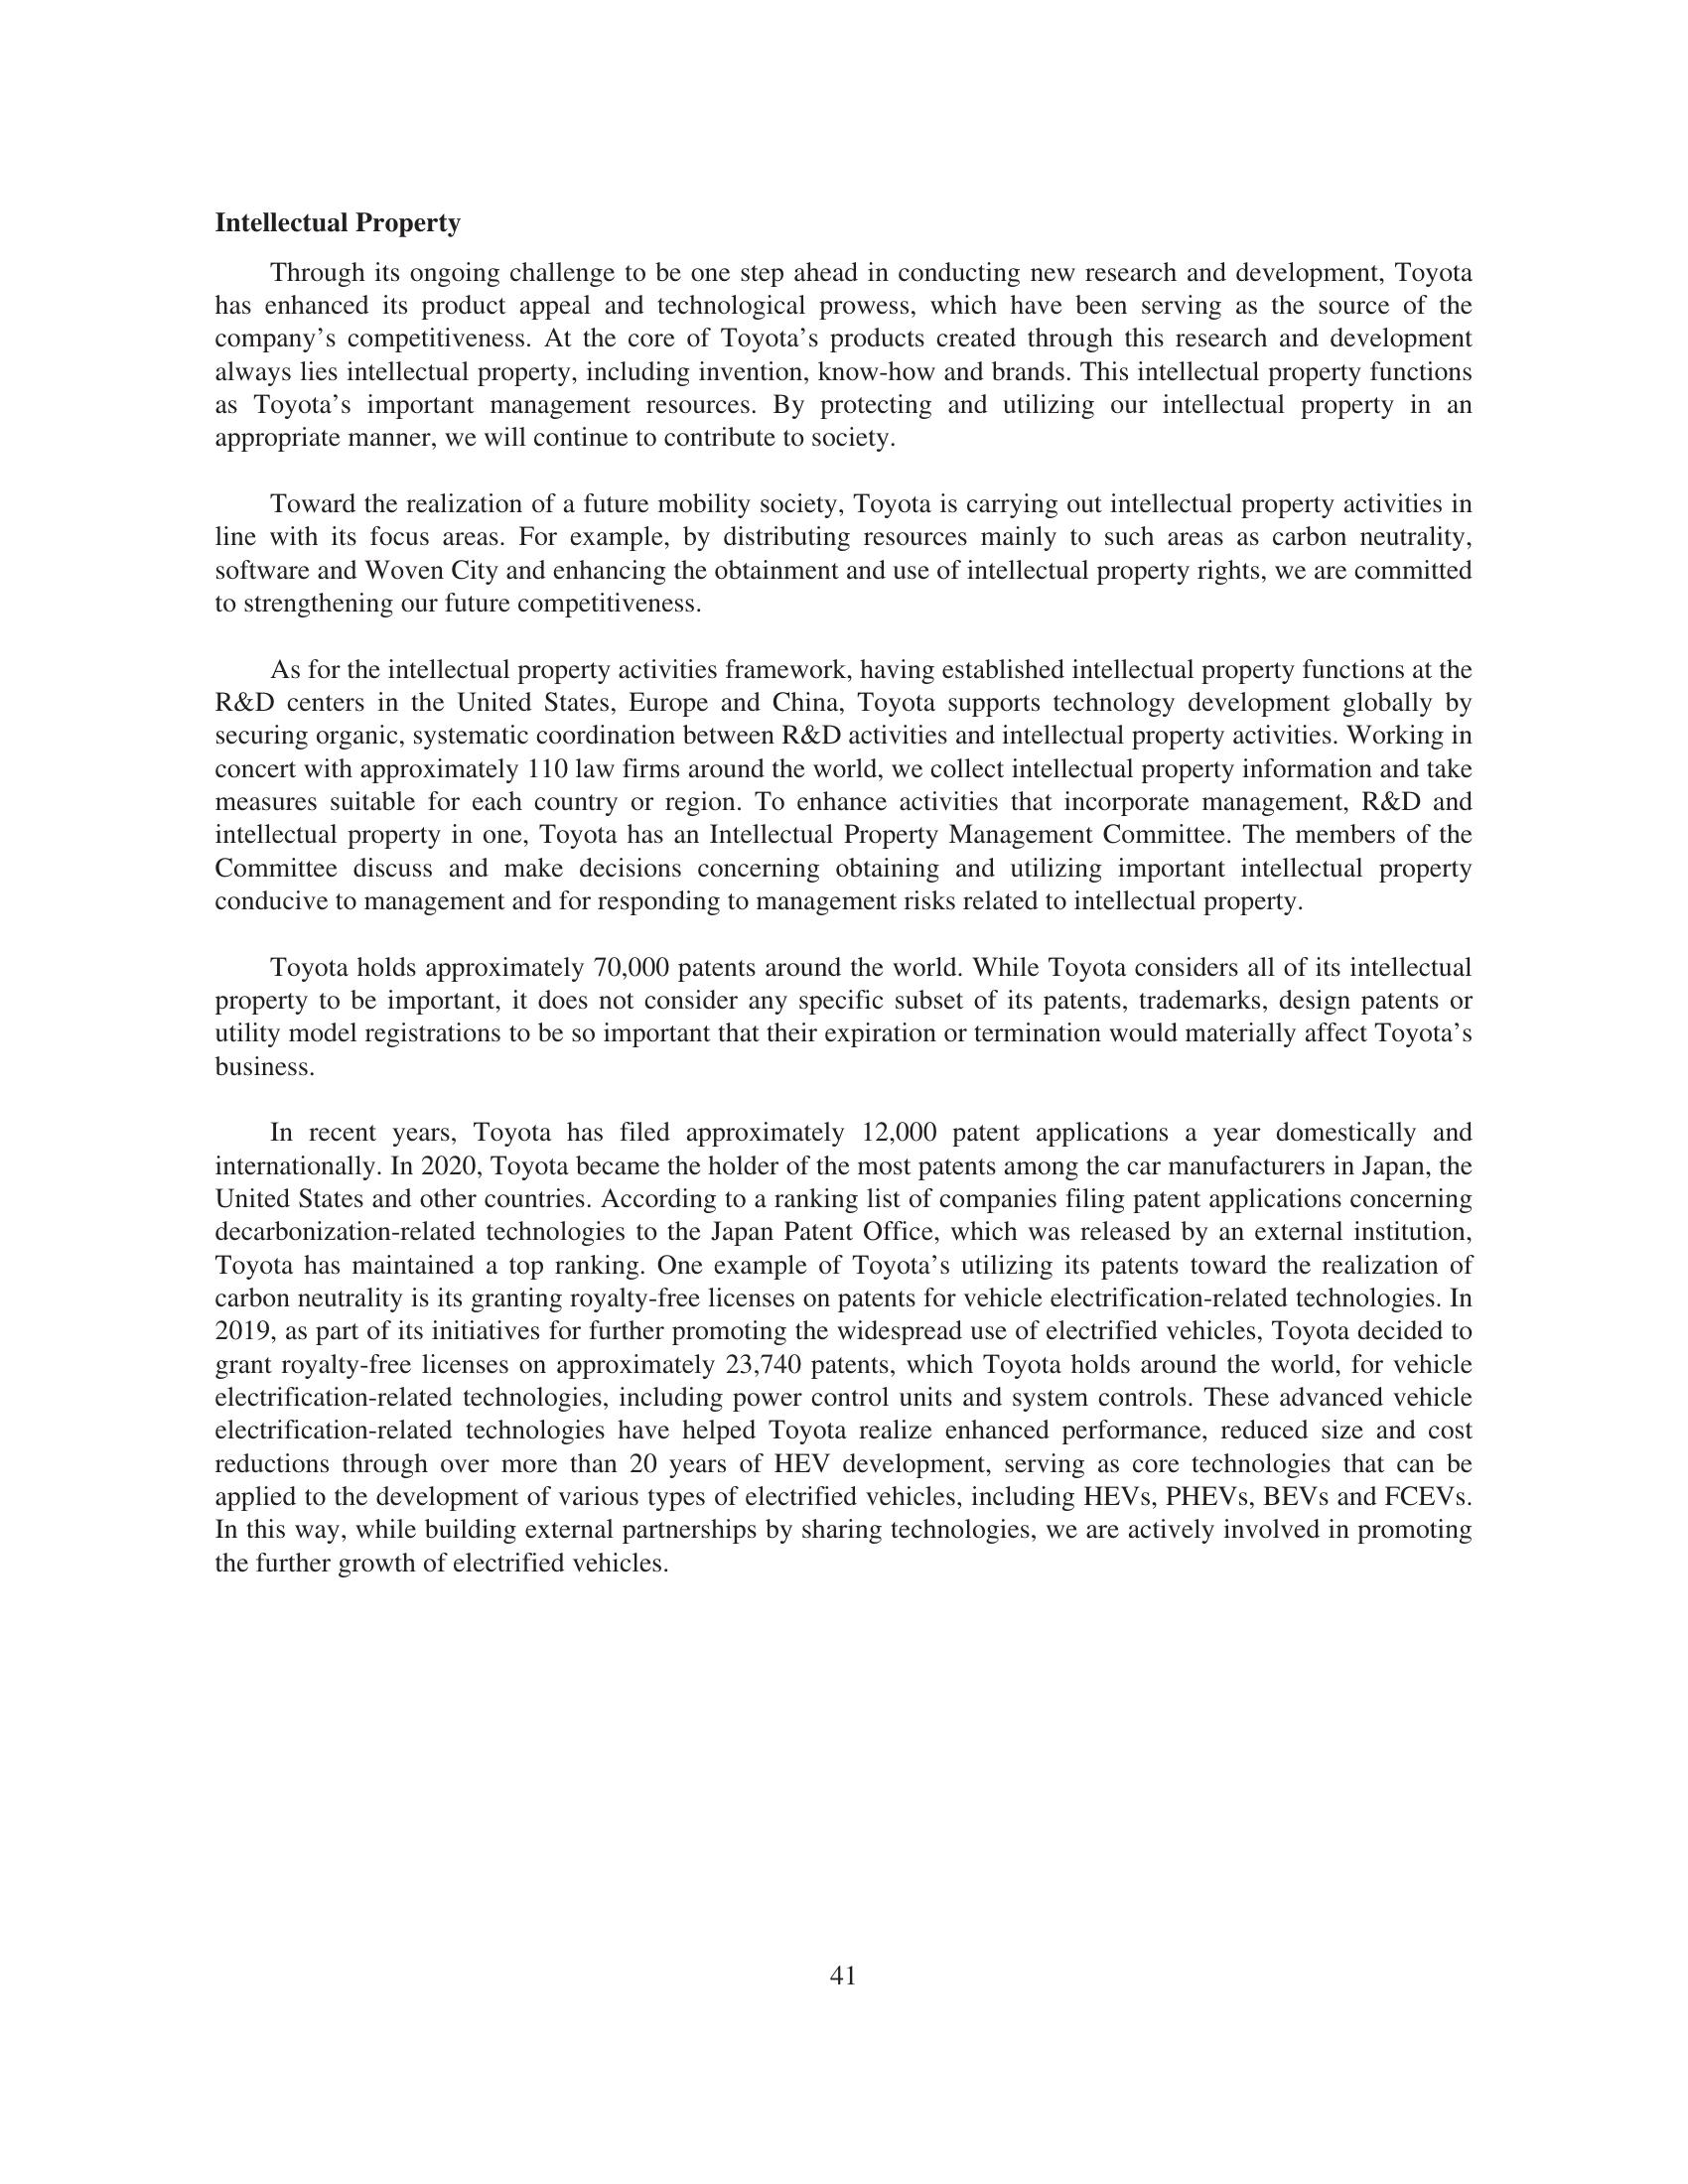 Intellectual Property
Through its ongoing challenge to be one step ahead in conducting new research and development, Toyota
has enhanced its product appeal and technological prowess, which have been serving as the source of the
company’s competitiveness. At the core of Toyota’s products created through this research and development
always lies intellectual property, including invention, know-how and brands. This intellectual property functions
as Toyota’s important management resources. By protecting and utilizing our intellectual property in an
appropriate manner, we will continue to contribute to society.
Toward the realization of a future mobility society, Toyota is carrying out intellectual property activities in
line with its focus areas. For example, by distributing resources mainly to such areas as carbon neutrality,
software and Woven City and enhancing the obtainment and use of intellectual property rights, we are committed
to strengthening our future competitiveness.
As for the intellectual property activities framework, having established intellectual property functions at the
R&D centers in the United States, Europe and China, Toyota supports technology development globally by
securing organic, systematic coordination between R&D activities and intellectual property activities. Working in
concert with approximately 110 law firms around the world, we collect intellectual property information and take
measures suitable for each country or region. To enhance activities that incorporate management, R&D and
intellectual property in one, Toyota has an Intellectual Property Management Committee. The members of the
Committee discuss and make decisions concerning obtaining and utilizing important intellectual property
conducive to management and for responding to management risks related to intellectual property.
Toyota holds approximately 70,000 patents around the world. While Toyota considers all of its intellectual
property to be important, it does not consider any specific subset of its patents, trademarks, design patents or
utility model registrations to be so important that their expiration or termination would materially affect Toyota’s
business.
In recent years, Toyota has filed approximately 12,000 patent applications a year domestically and
internationally. In 2020, Toyota became the holder of the most patents among the car manufacturers in Japan, the
United States and other countries. According to a ranking list of companies filing patent applications concerning
decarbonization-related technologies to the Japan Patent Office, which was released by an external institution,
Toyota has maintained a top ranking. One example of Toyota’s utilizing its patents toward the realization of
carbon neutrality is its granting royalty-free licenses on patents for vehicle electrification-related technologies. In
2019, as part of its initiatives for further promoting the widespread use of electrified vehicles, Toyota decided to
grant royalty-free licenses on approximately 23,740 patents, which Toyota holds around the world, for vehicle
electrification-related technologies, including power control units and system controls. These advanced vehicle
electrification-related technologies have helped Toyota realize enhanced performance, reduced size and cost
reductions through over more than 20 years of HEV development, serving as core technologies that can be
applied to the development of various types of electrified vehicles, including HEVs, PHEVs, BEVs and FCEVs.
In this way, while building external partnerships by sharing technologies, we are actively involved in promoting
the further growth of electrified vehicles.
41